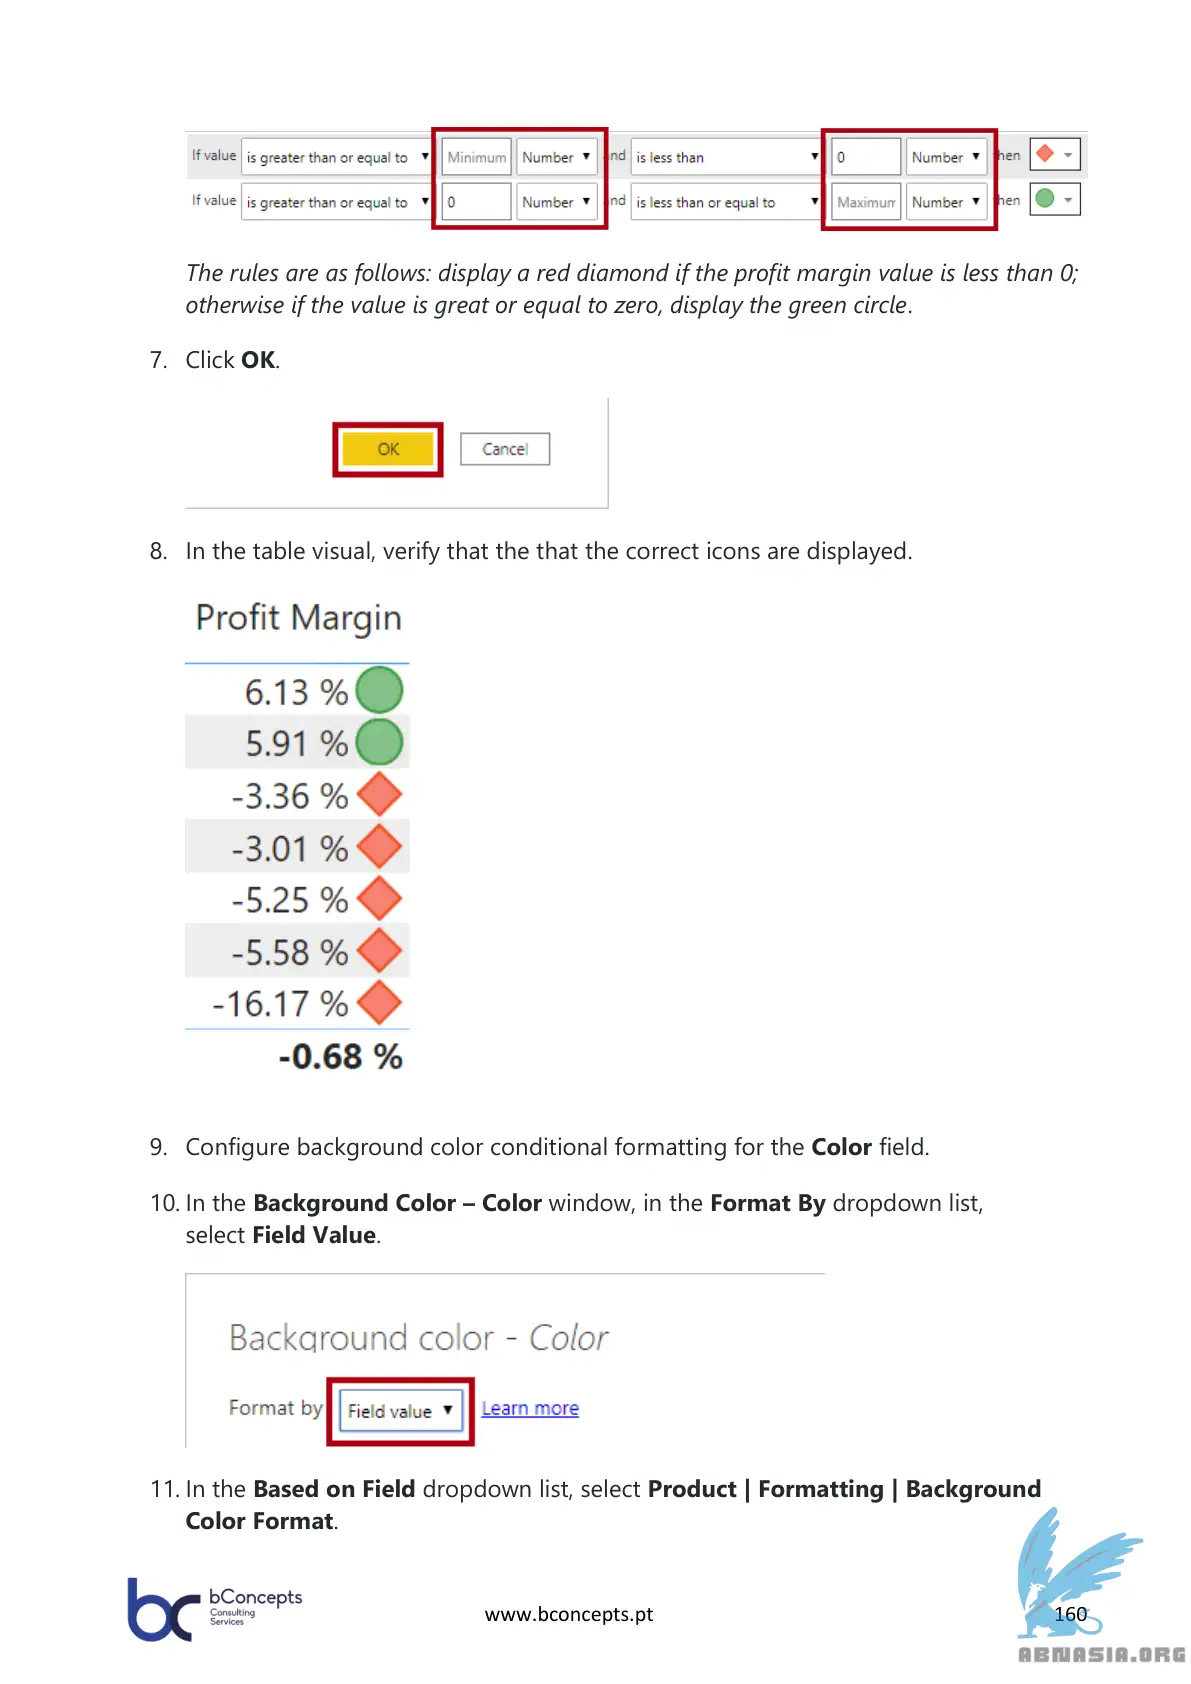 If value is greater than or equal to Minimum Number and is less than 0 Number then
If value is greater than or equal to 0 Number and is less than or equal to Maximum Number then
The rules are as follows: display a red diamond if the profit margin value is less than 0;
otherwise if the value is great or equal to zero, display the green circle.
7. Click OK.
OK Cancel
8. In the table visual, verify that the that the correct icons are displayed.
Profit Margin
6.13 %
5.91 %
-3.36 %
-3.01 %
-5.25 %
-5.58 %
-16.17 %
-0.68 %
9. Configure background color conditional formatting for the Color field.
10. In the Background Color – Color window, in the Format By dropdown list,
select Field Value.
Background color - Color
Format by Field value Learn more
11. In the Based on Field dropdown list, select Product | Formatting | Background
Color Format.
bc bConcepts
Consulting
Services
www.bconcepts.pt
160
ABNASIA.ORG